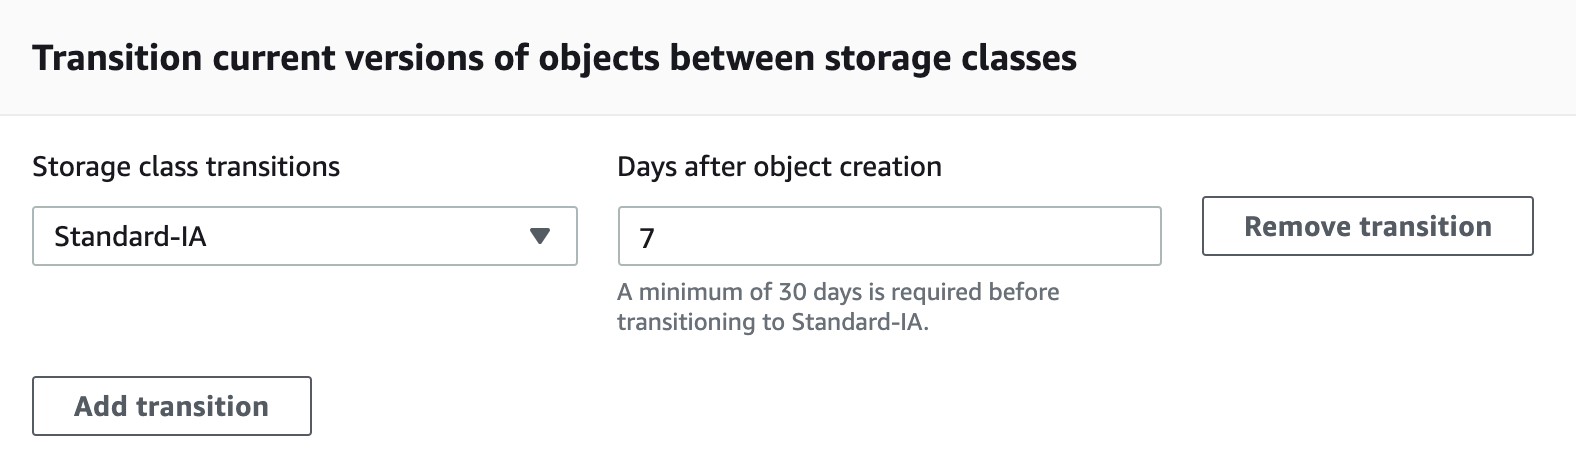 Transition current versions of objects between storage classes
Storage class transitions
Days after object creation
Standard-IA
7
Remove transition
A minimum of 30 days is required before
transitioning to Standard-IA.
Add transition